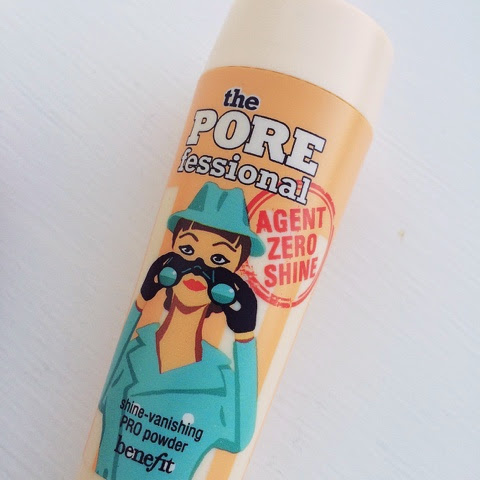 the
PORE
fessional
AGENT
ZERO
SHINE
shine-vanishing
PRO powder
benefit